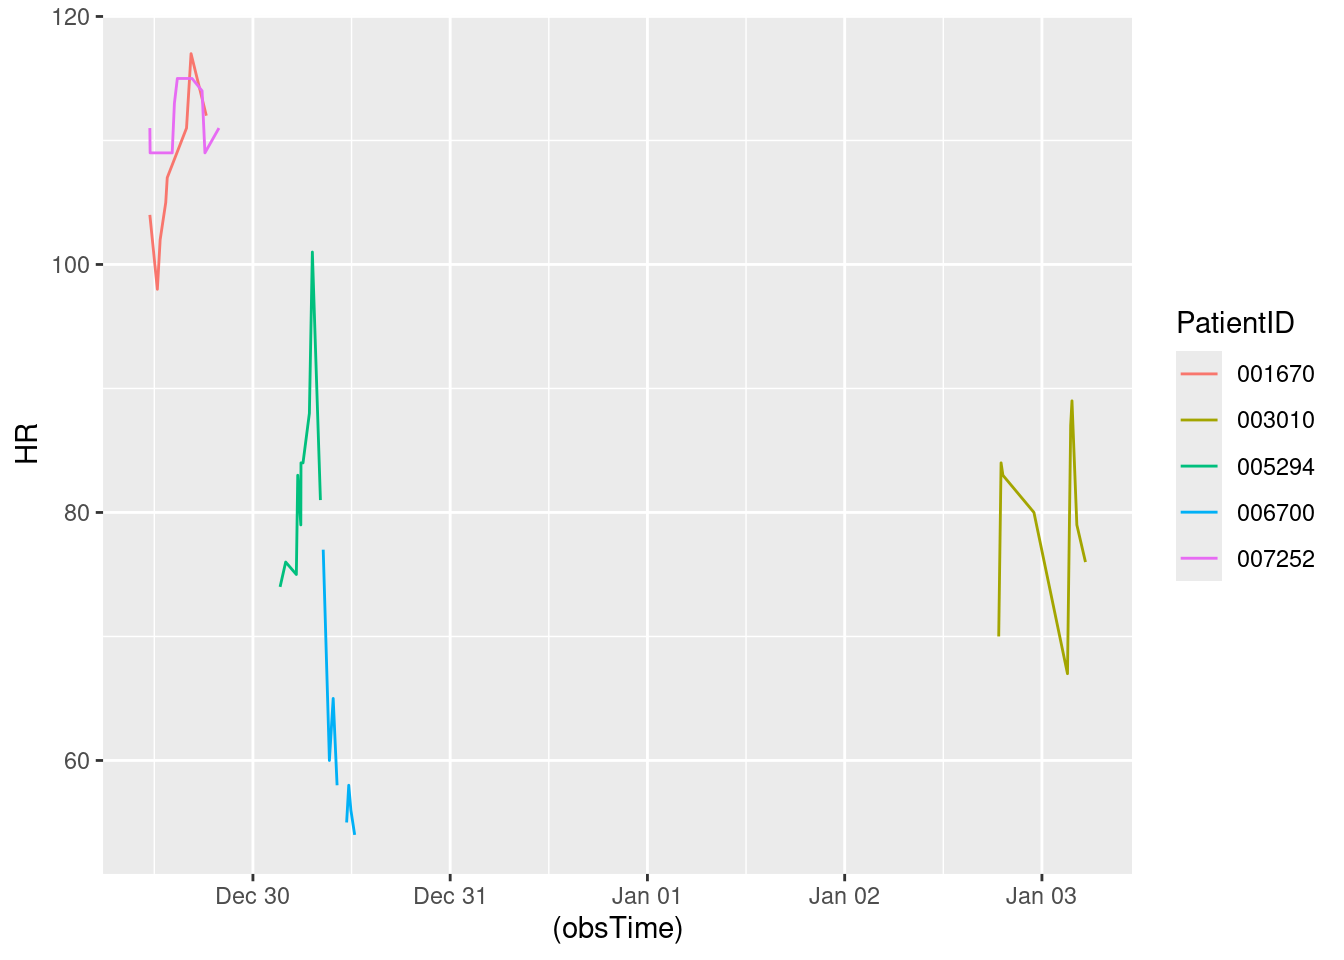 120
100
80
60
HR
Dec 30
Dec 31
Jan 01
Jan 02
Jan 03
(obsTime)
PatientID
001670
003010
005294
006700
007252